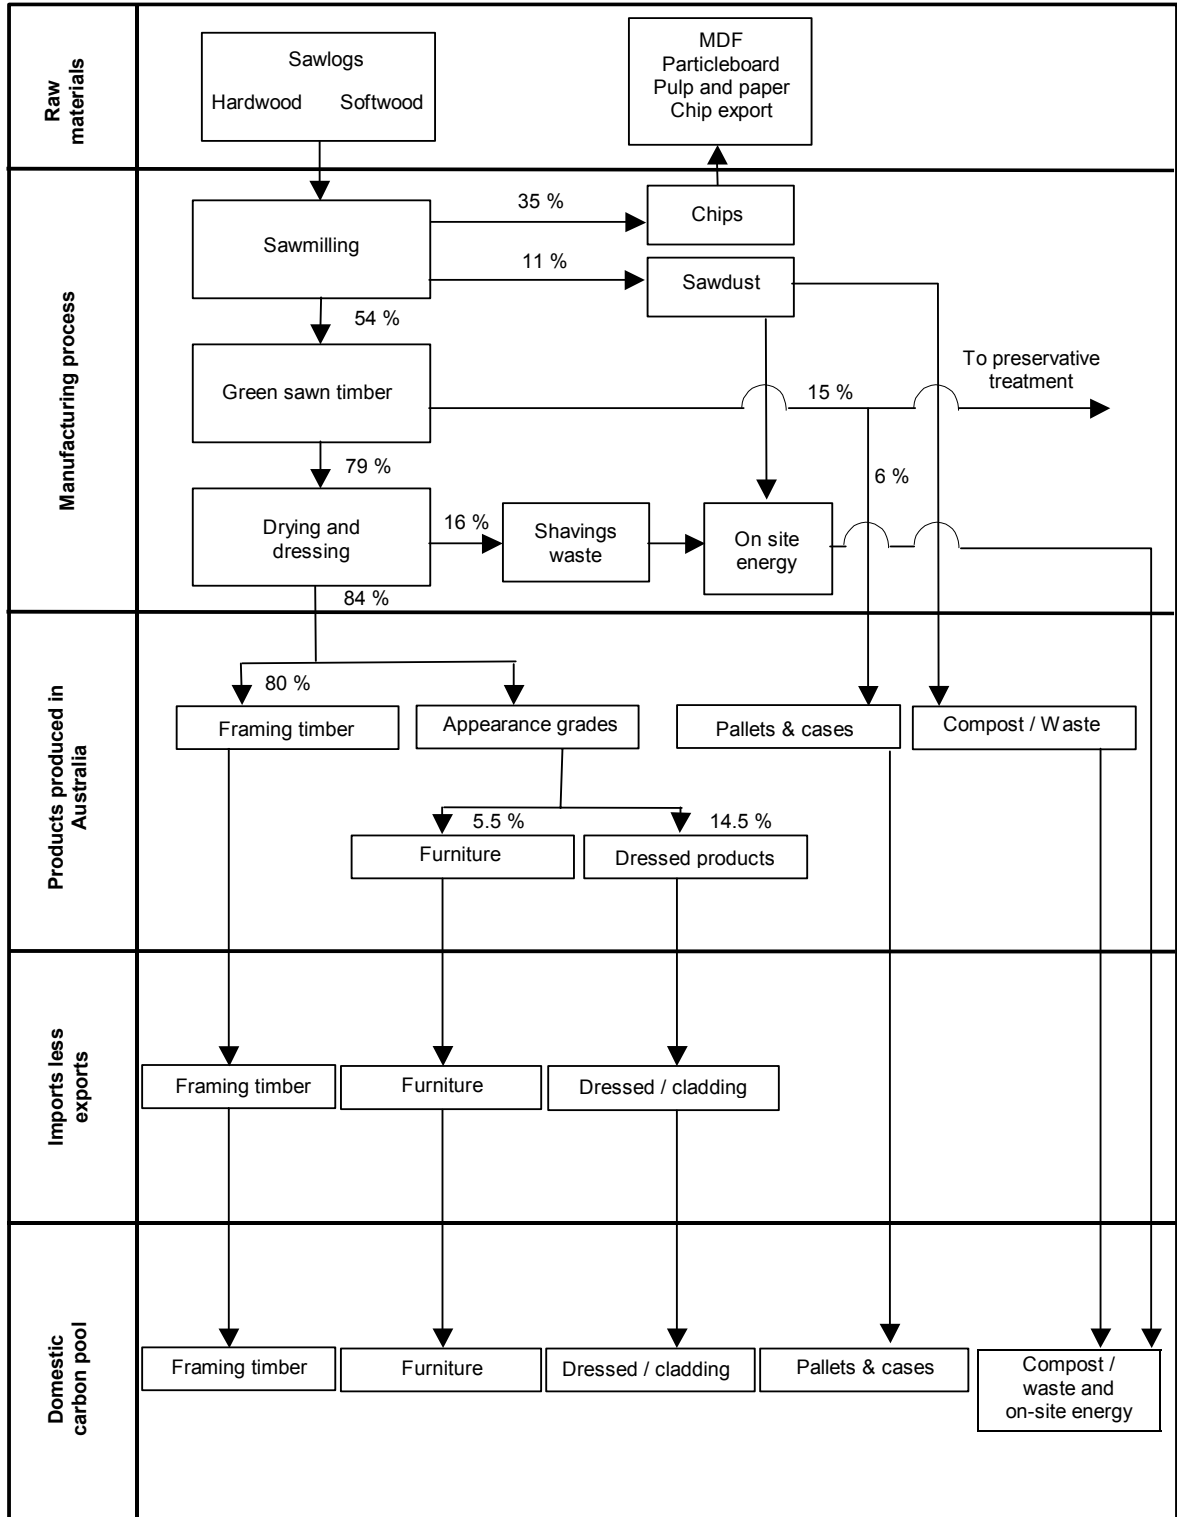 Raw
materials
Sawlogs
Hardwood Softwood
MDF
Particleboard
Pulp and paper
Chip export
Manufacturing process
Sawmilling
35 %
Chips
11 %
Sawdust
54 %
Green sawn timber
15 %
To preservative
treatment
79 %
6 %
Drying and
dressing
16 %
Shavings
waste
On site
energy
84 %
Products produced in
Australia
80 %
Framing timber
Appearance grades
Pallets & cases
Compost / Waste
5.5 %
14.5 %
Furniture
Dressed products
Imports less
exports
Framing timber
Furniture
Dressed / cladding
Domestic
carbon pool
Framing timber
Furniture
Dressed / cladding
Pallets & cases
Compost /
waste and
on-site energy